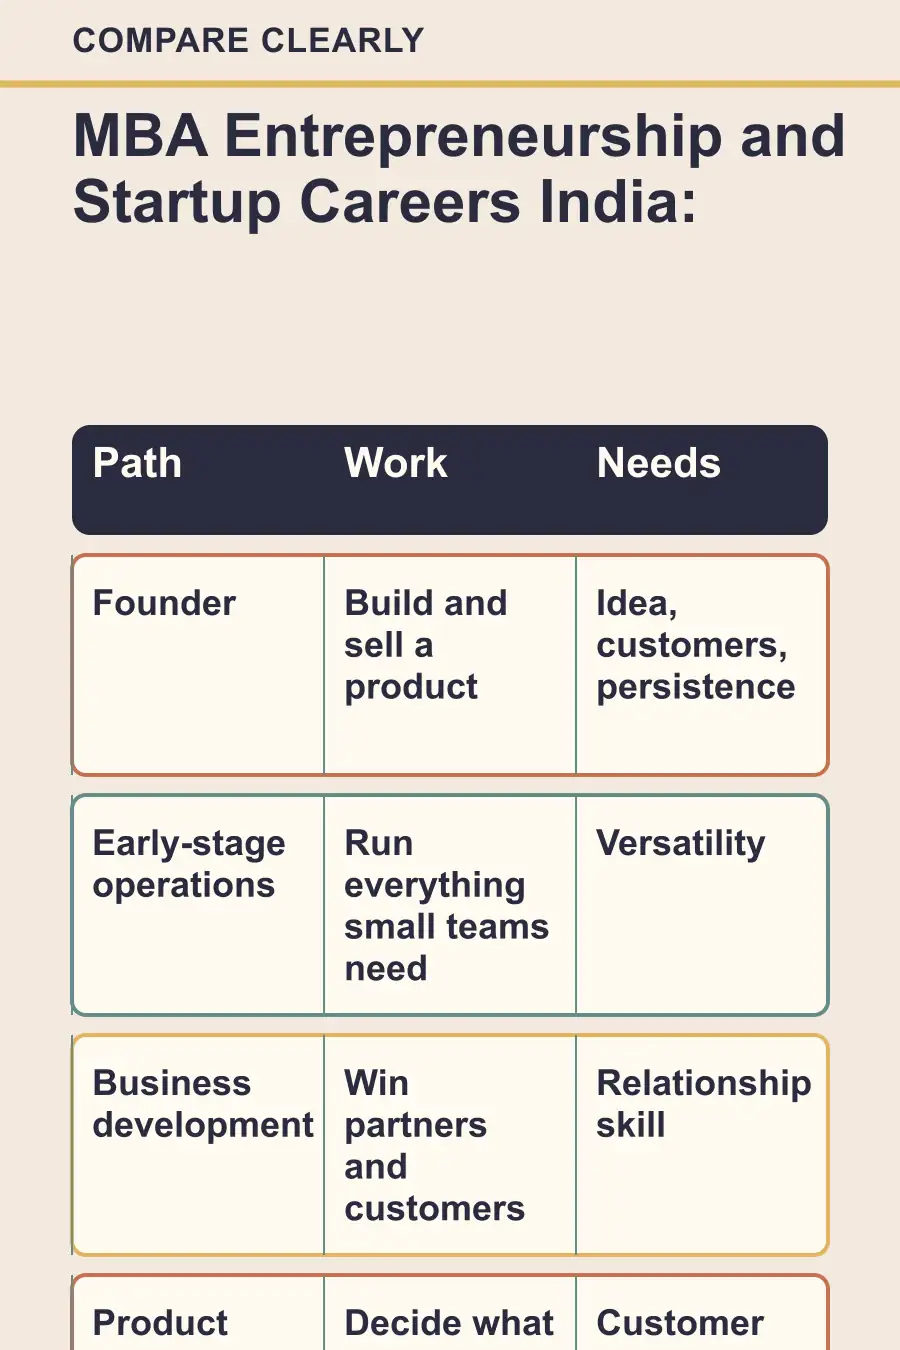 COMPARE CLEARLY
MBA Entrepreneurship and
Startup Careers India:
Path
Work
Needs
Founder
Build and
sell a
product
Idea,
customers,
persistence
Early-stage
operations
Run
everything
small teams
need
Versatility
Business
development
Win
partners
and
customers
Relationship
skill
Product
Decide what
Customer